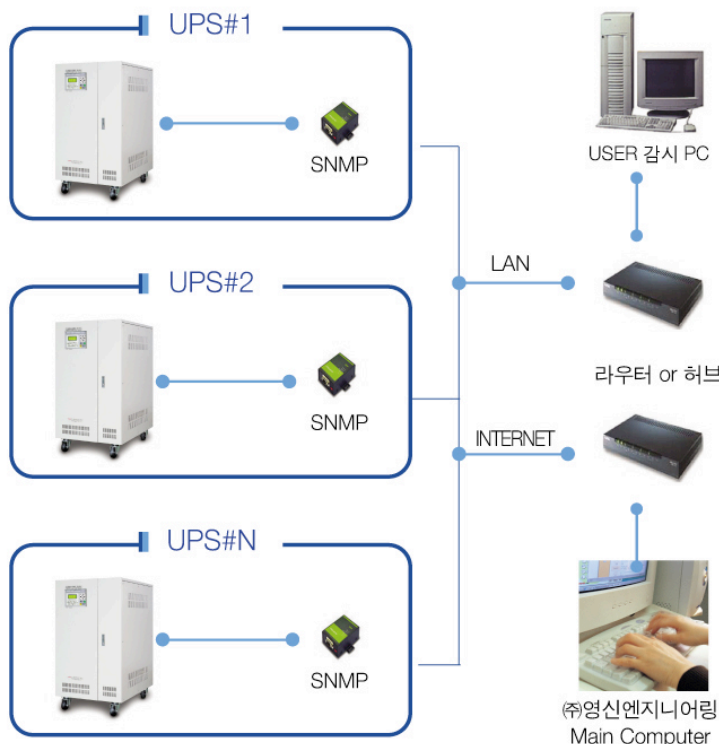 UPS#1
SNMP
USER 감시 PC
UPS#2
SNMP
LAN
라우터 or 허브
INTERNET
UPS#N
SNMP
㈜영신엔지니어링
Main Computer